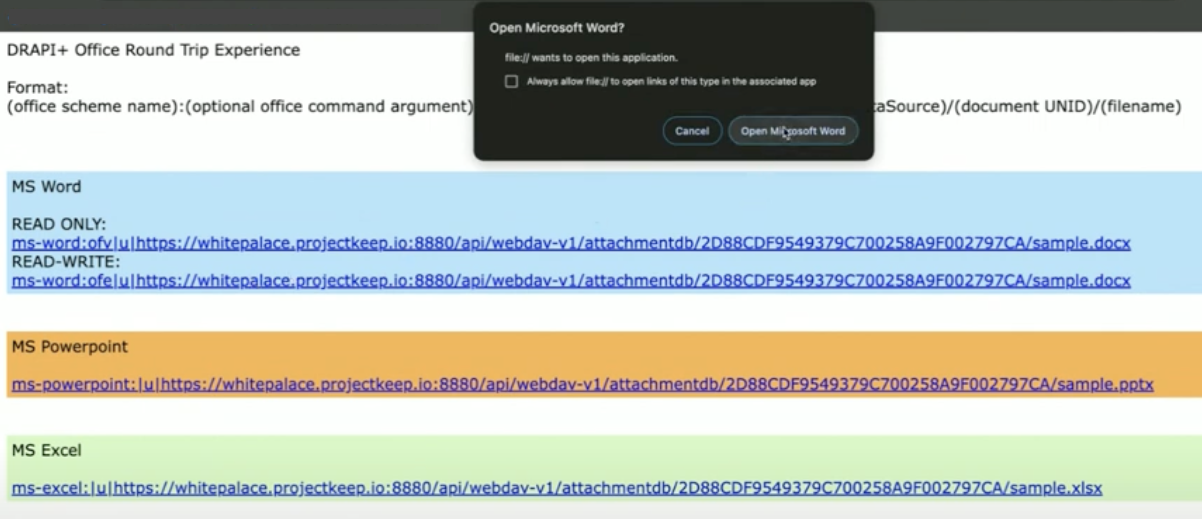 Open Microsoft Word?
file:// wants to open this application.
Always allow file:// to open links of this type in the associated app
Cancel
Open Microsoft Word
DRAPI+ Office Round Trip Experience
Format:
(office scheme name):(optional office command argument) aSource)/(document UNID)/(filename)
MS Word
READ ONLY:
ms-word:ofv|u|https://whitepalace.projectkeep.io:8880/api/webdav-v1/attachmentdb/2D88CDF9549379C700258A9F002797CA/sample.docx
READ-WRITE:
ms-word:ofe|u|https://whitepalace.projectkeep.io:8880/api/webdav-v1/attachmentdb/2D88CDF9549379C700258A9F002797CA/sample.docx
MS Powerpoint
ms-powerpoint:|u|https://whitepalace.projectkeep.io:8880/api/webdav-v1/attachmentdb/2D88CDF9549379C700258A9F002797CA/sample.pptx
MS Excel
ms-excel:|u|https://whitepalace.projectkeep.io:8880/api/webdav-v1/attachmentdb/2D88CDF9549379C700258A9F002797CA/sample.xlsx